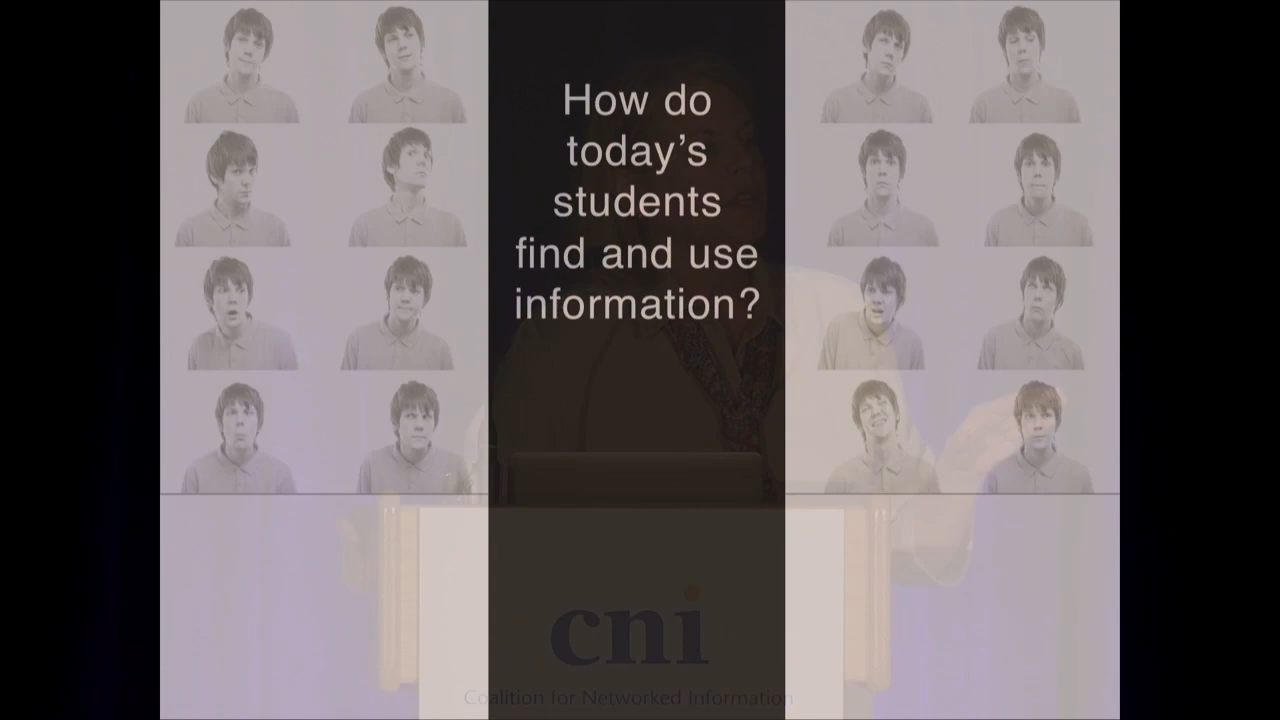 How do
today’s
students
find and use
information?
cni
Coalition for Networked Information